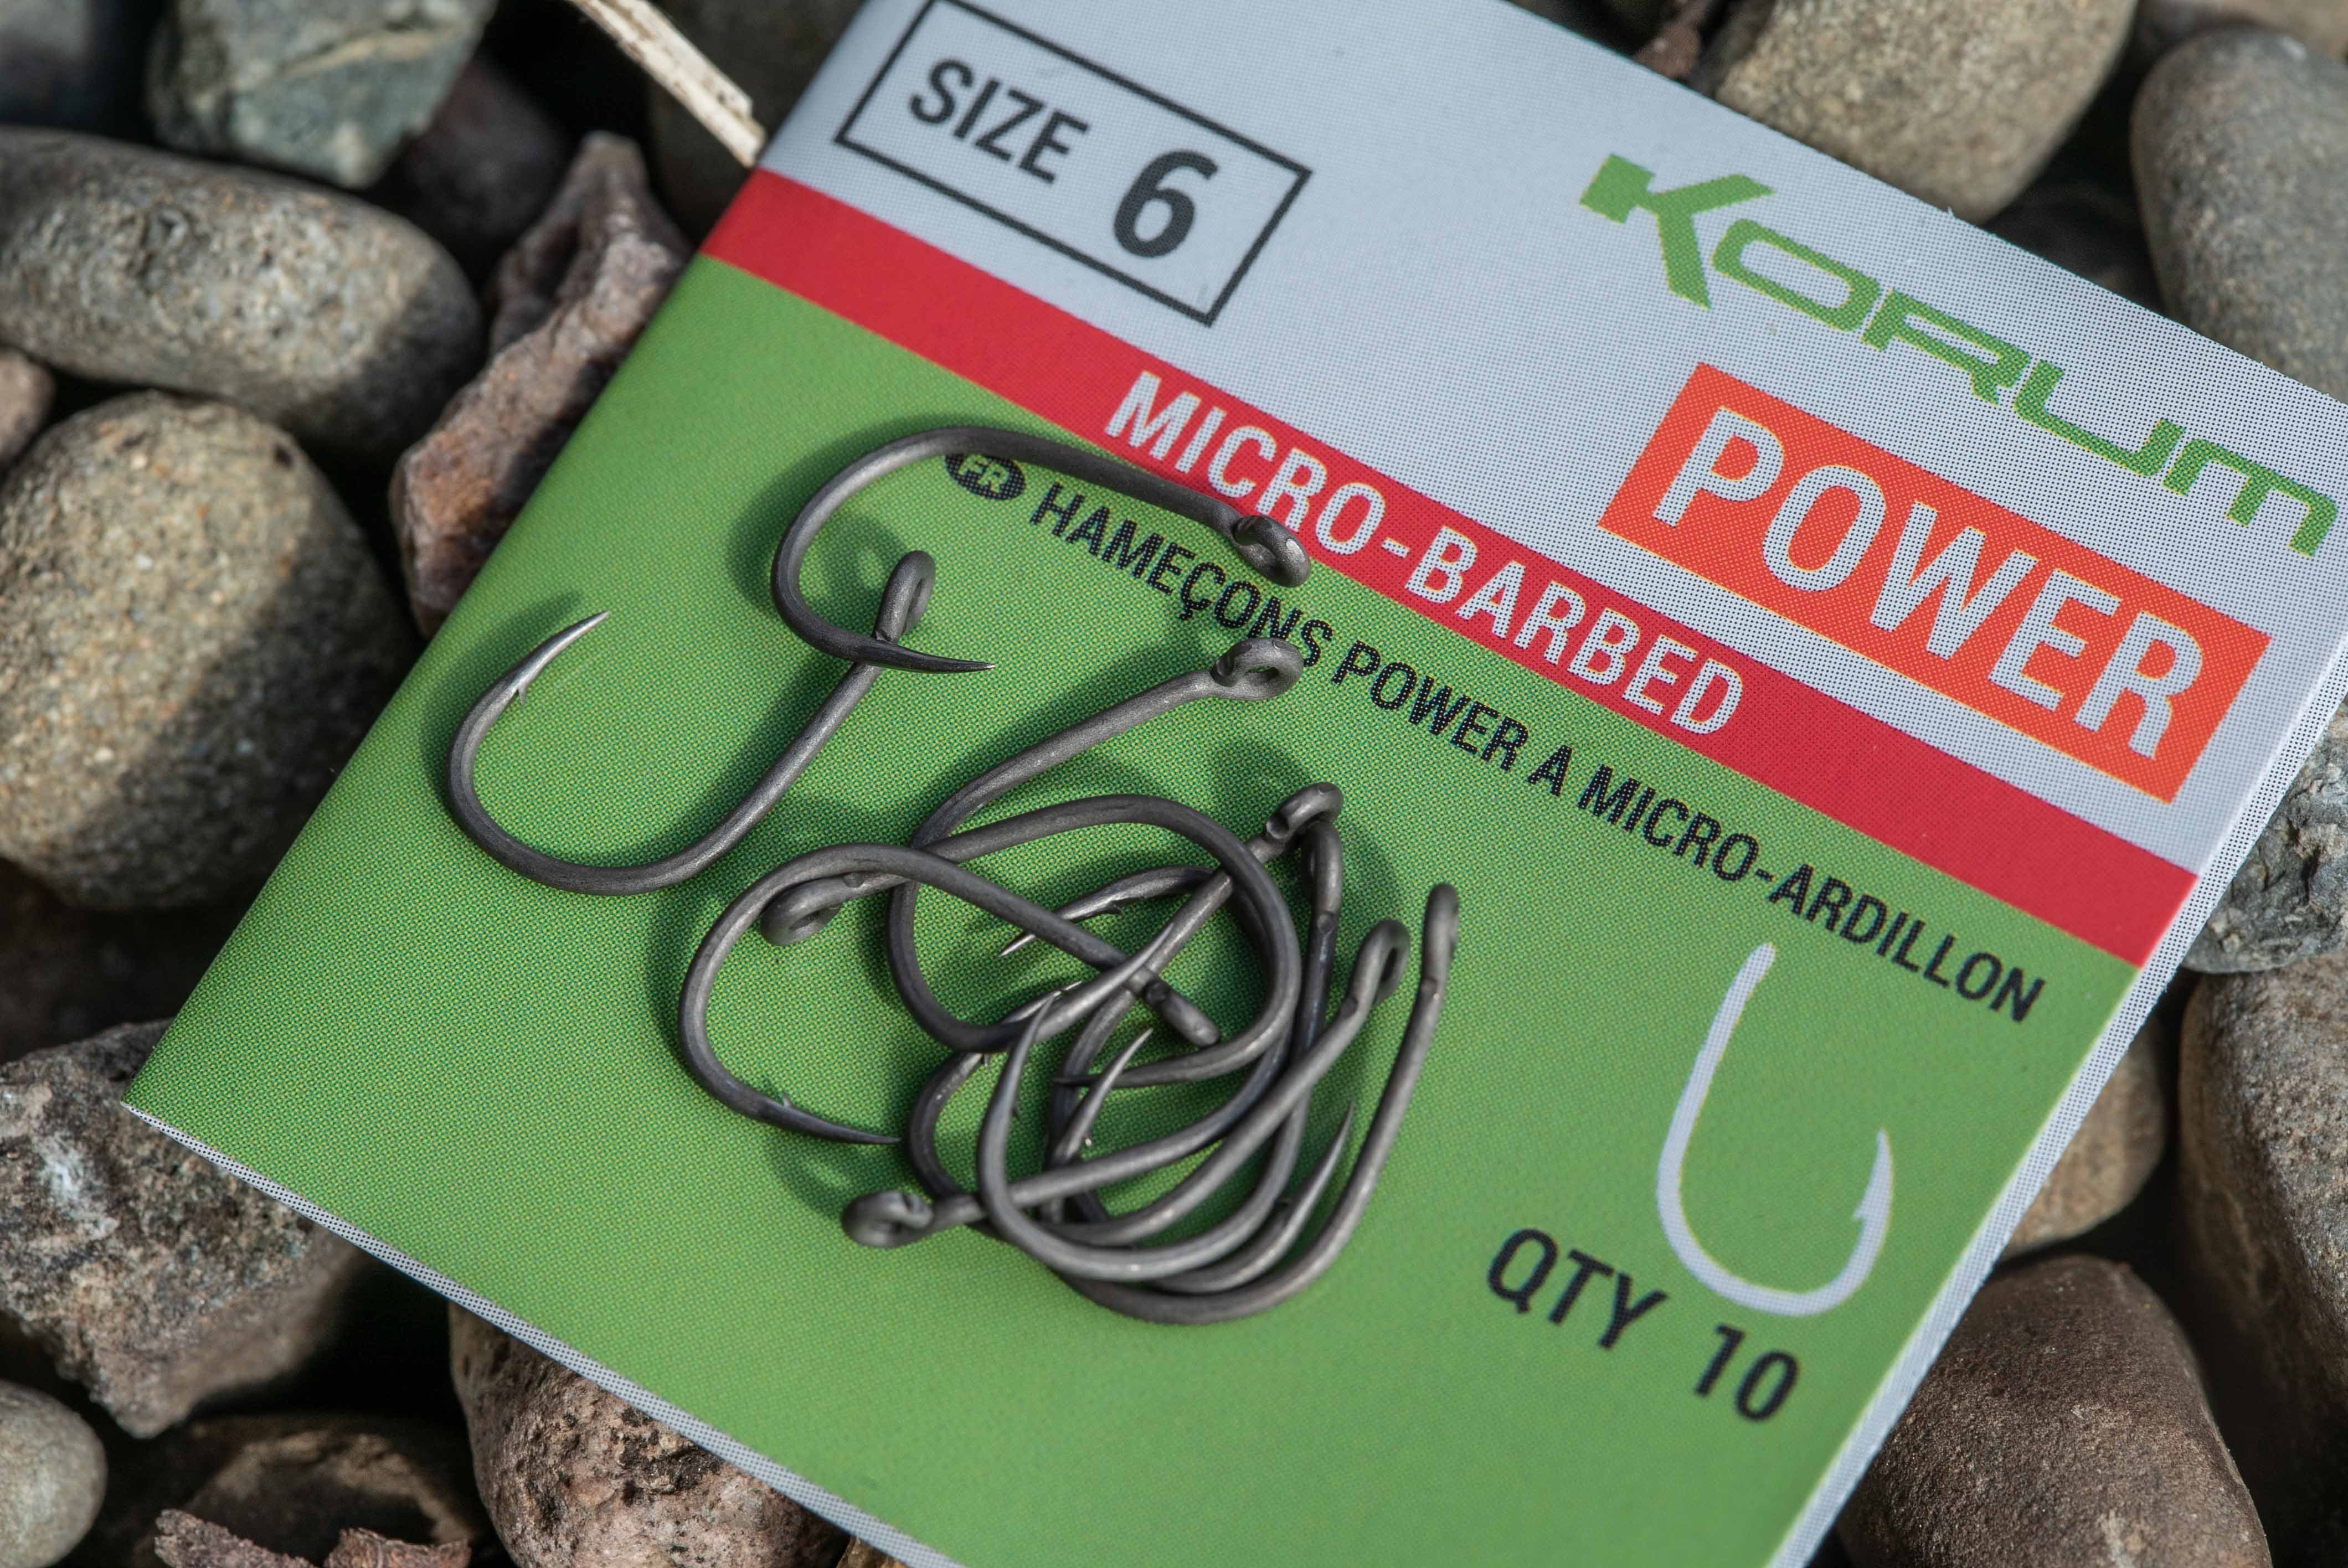 SIZE 6
KORUM
POWER
MICRO-BARBED
FR HAMEÇONS POWER A MICRO-ARDILLON
QTY 10